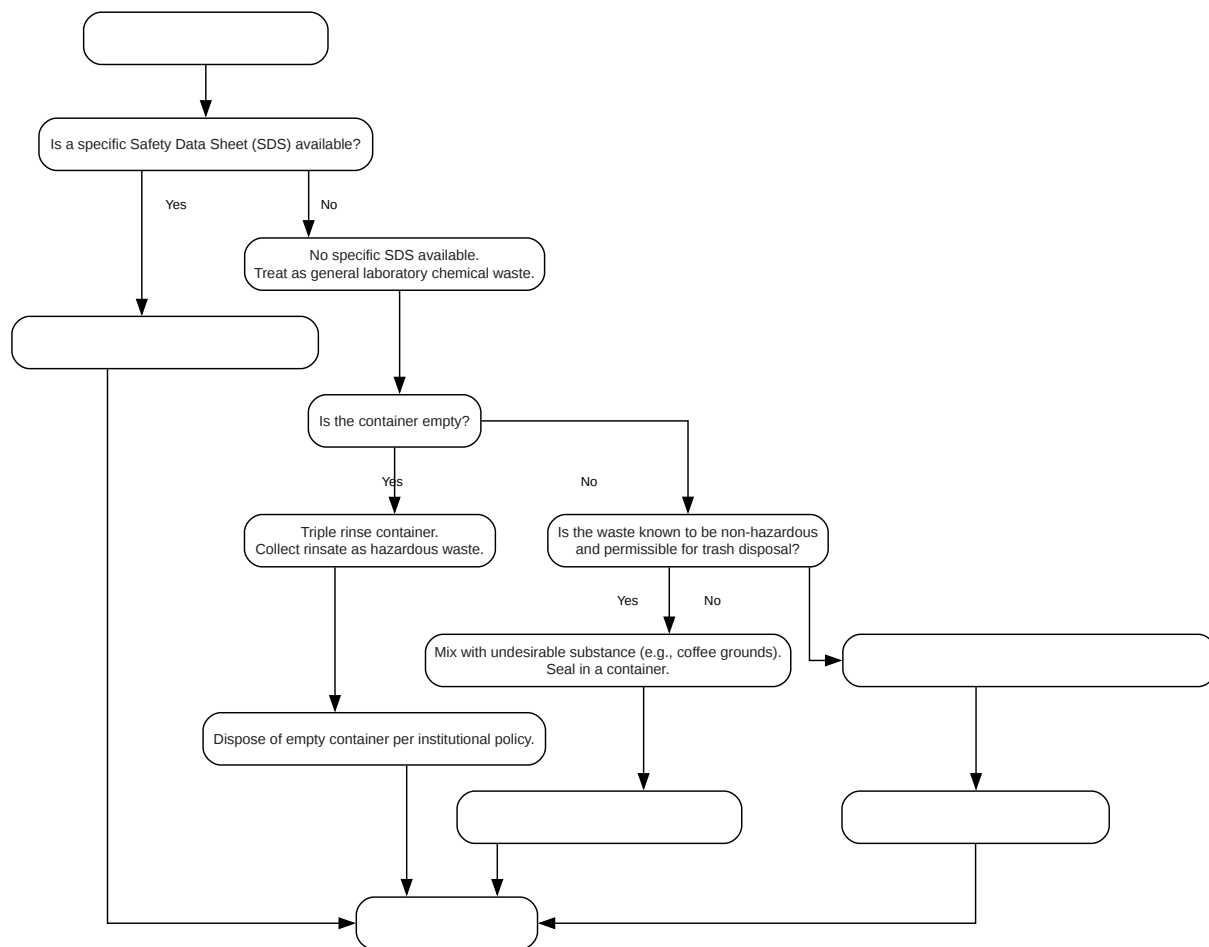 Is a specific Safety Data Sheet (SDS) available?
Yes
No
No specific SDS available.
Treat as general laboratory chemical waste.
Is the container empty?
Yes
No
Triple rinse container.
Collect rinsate as hazardous waste.
Is the waste known to be non-hazardous
and permissible for trash disposal?
Yes
No
Mix with undesirable substance (e.g., coffee grounds).
Seal in a container.
Dispose of empty container per institutional policy.